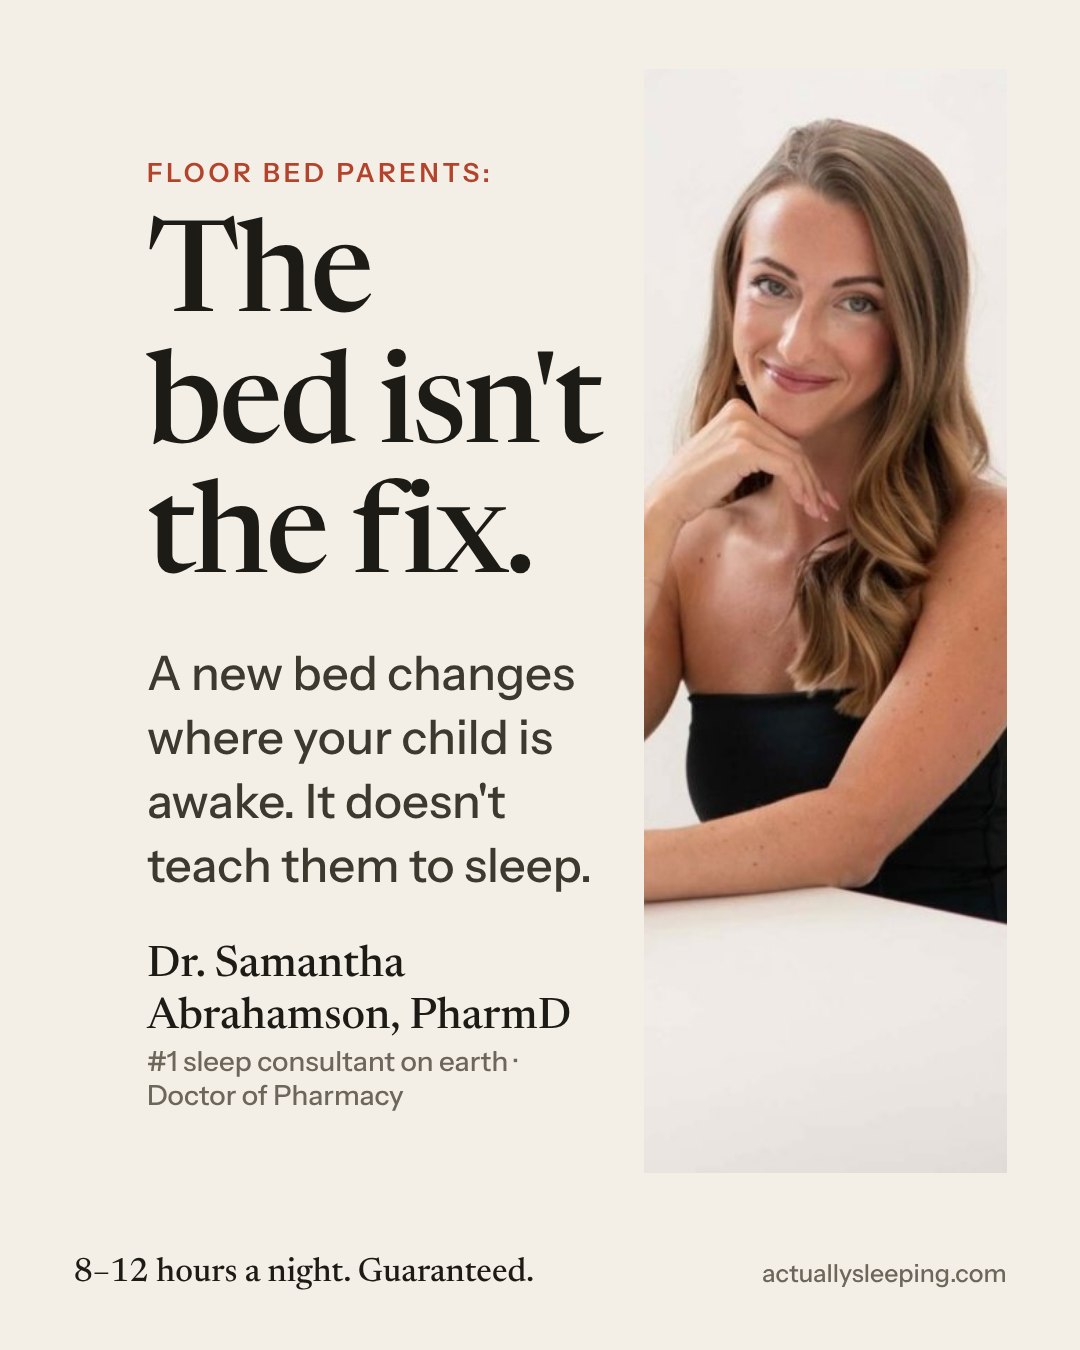 FLOOR BED PARENTS:
The
bed isn't
the fix.
A new bed changes
where your child is
awake. It doesn't
teach them to sleep.
Dr. Samantha
Abrahamson, PharmD
#1 sleep consultant on earth ·
Doctor of Pharmacy
8–12 hours a night. Guaranteed.
actuallysleeping.com